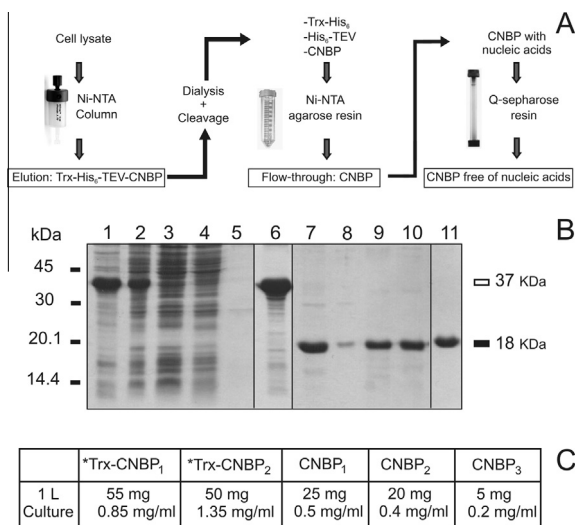 A
Cell lysate
Ni-NTA
Column
Elution: Trx-His₆-TEV-CNBP
Dialysis
+
Cleavage
-Trx-His₆
-His₆-TEV
-CNBP
Ni-NTA
agarose resin
Flow-through: CNBP
CNBP with
nucleic acids
Q-sepharose
resin
CNBP free of nucleic acids
B
kDa 1 2 3 4 5 6 7 8 9 10 11
45
30
20.1
14.4
37 KDa
18 KDa
C
*Trx-CNBP₁ *Trx-CNBP₂ CNBP₁ CNBP₂ CNBP₃
1 L 55 mg 50 mg 25 mg 20 mg 5 mg
Culture 0.85 mg/ml 1.35 mg/ml 0.5 mg/ml 0.4 mg/ml 0.2 mg/ml